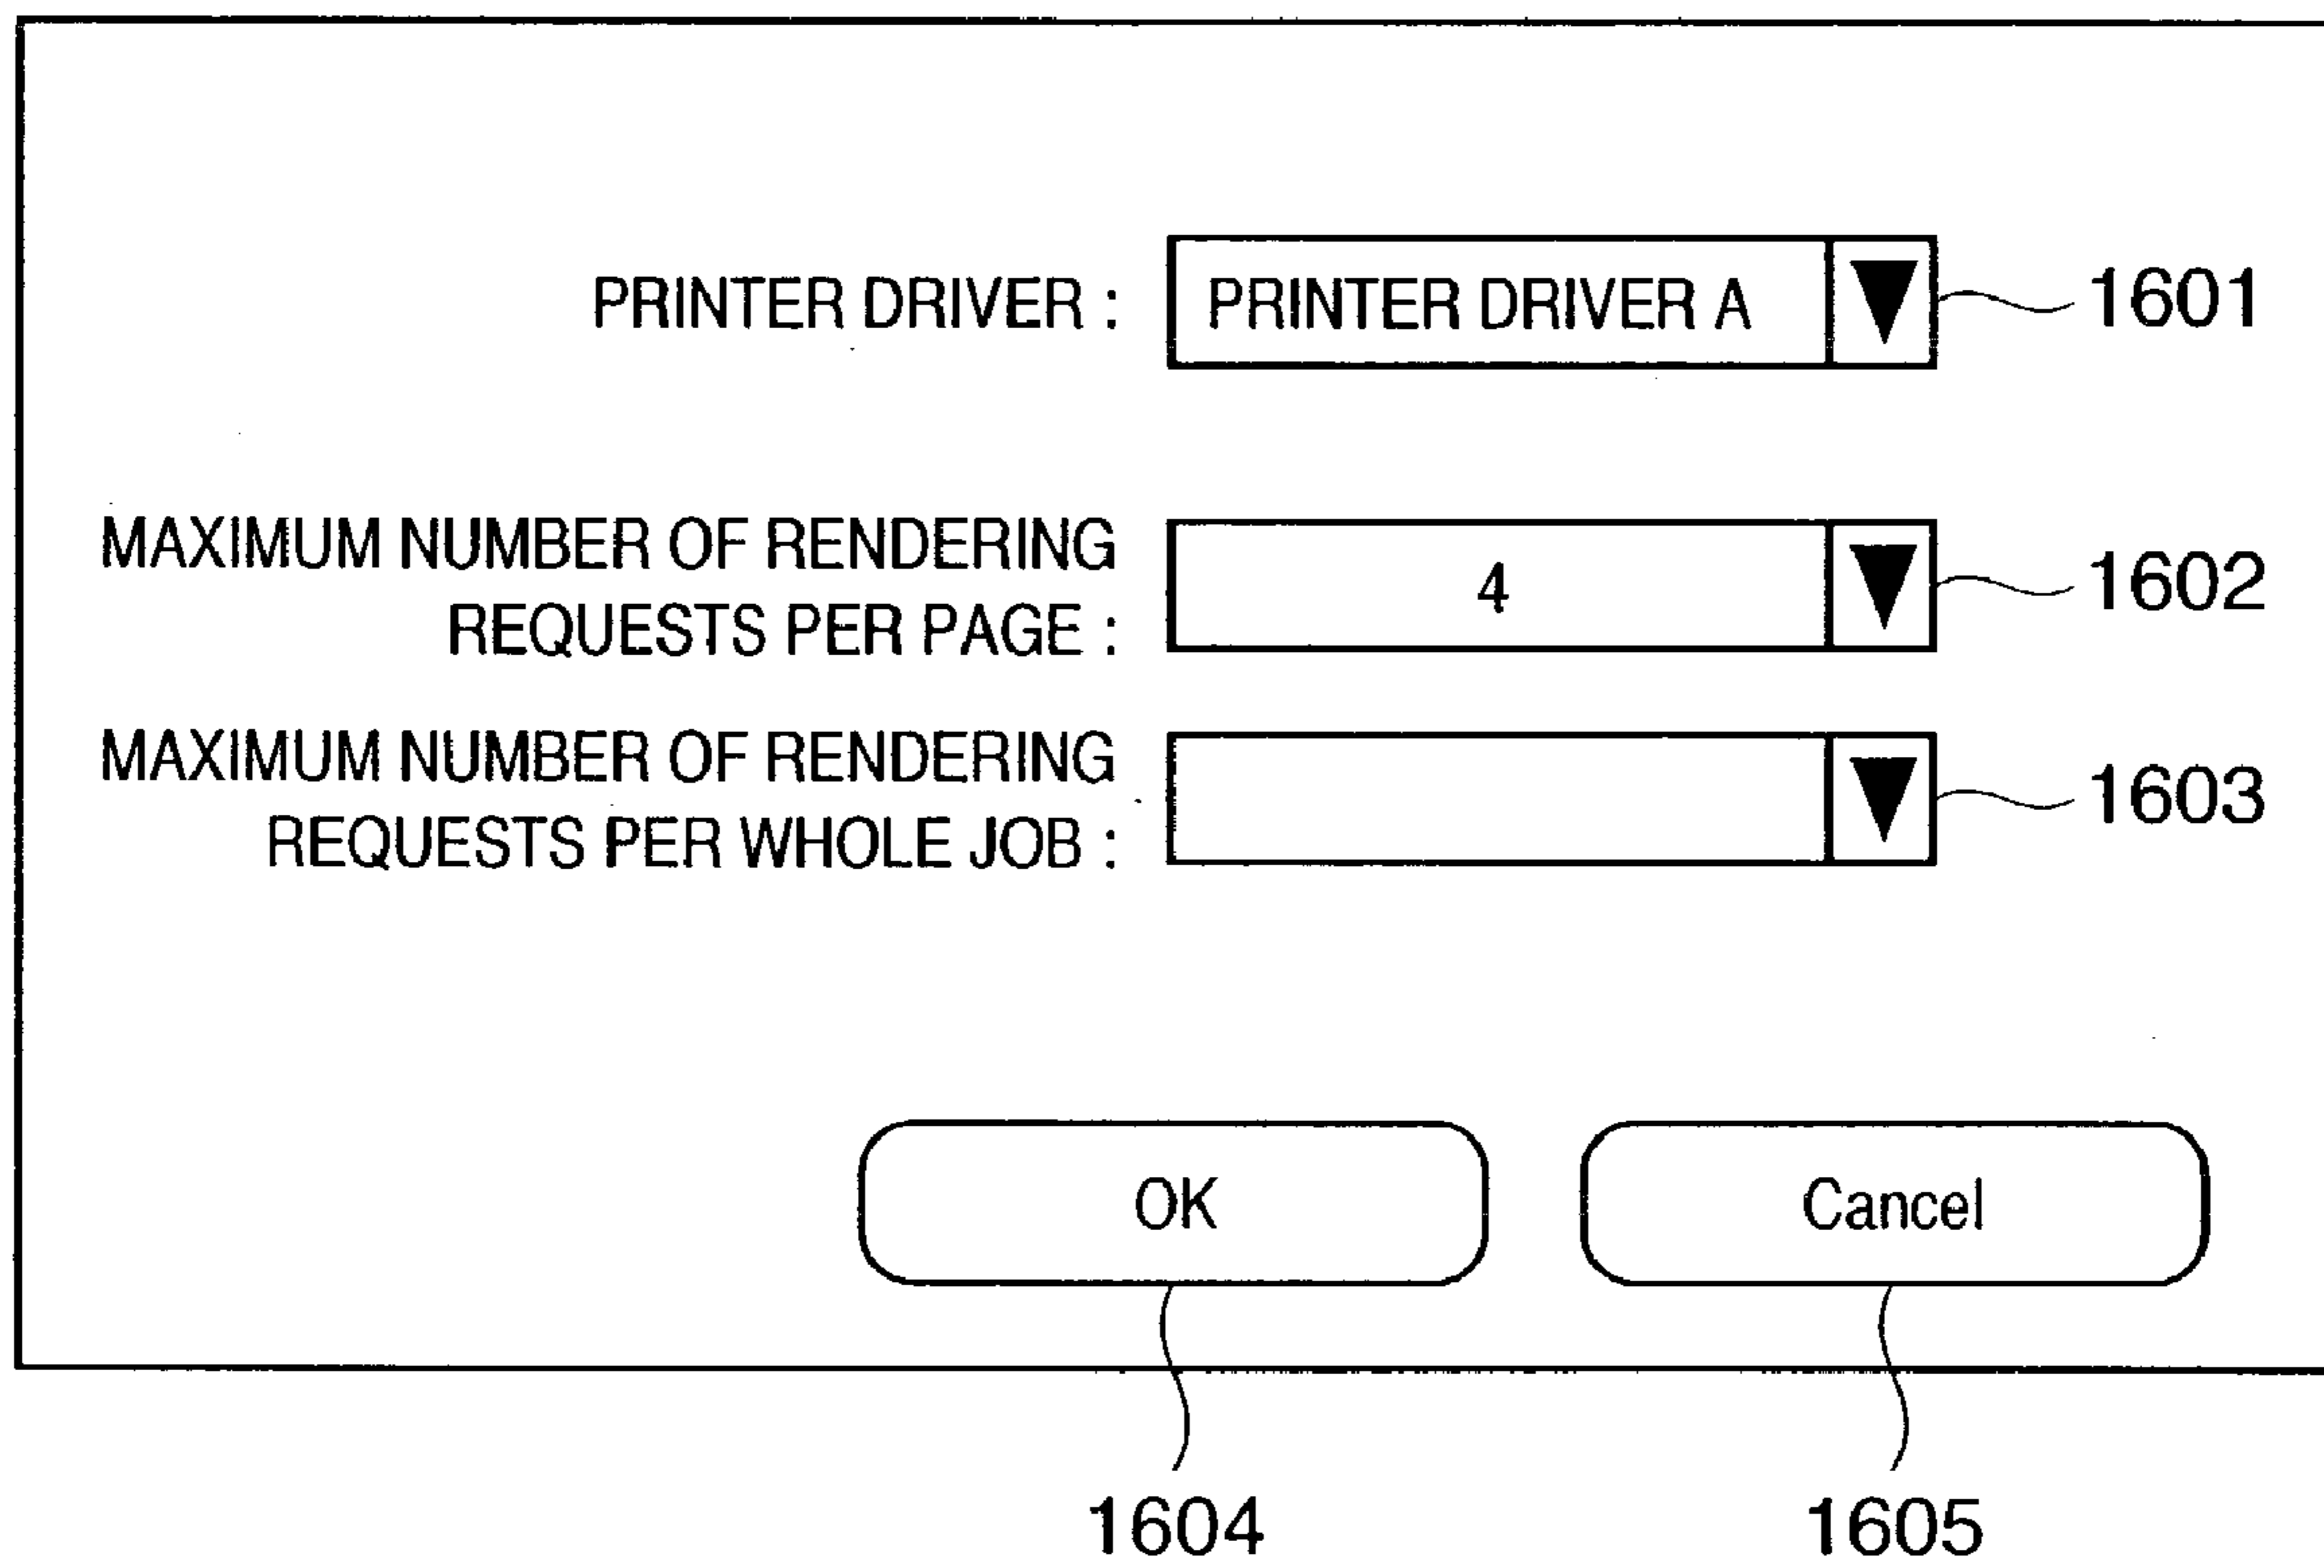 PRINTER DRIVER : PRINTER DRIVER A 1601
MAXIMUM NUMBER OF RENDERING
REQUESTS PER PAGE : 4 1602
MAXIMUM NUMBER OF RENDERING
REQUESTS PER WHOLE JOB : 1603
OK Cancel
1604 1605